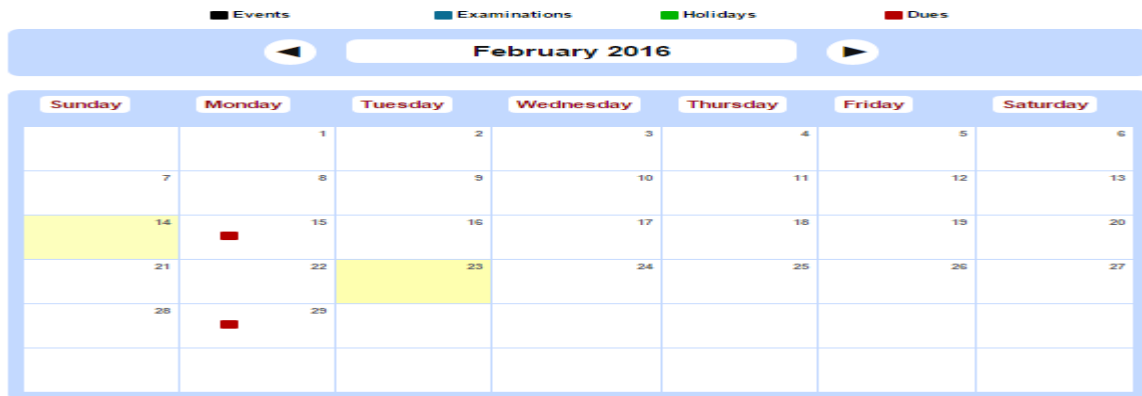 Events Examinations Holidays Dues
February 2016
Sunday Monday Tuesday Wednesday Thursday Friday Saturday
1 2 3 4 5 6
7 8 9 10 11 12 13
14 15 16 17 18 19 20
21 22 23 24 25 26 27
28 29